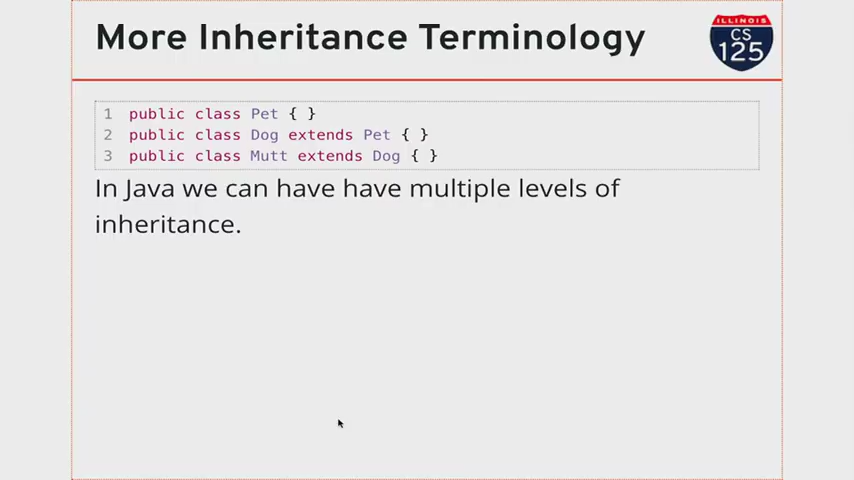 More Inheritance Terminology
ILLINOIS
CS
125
1 public class Pet { }
2 public class Dog extends Pet { }
3 public class Mutt extends Dog { }
In Java we can have have multiple levels of
inheritance.